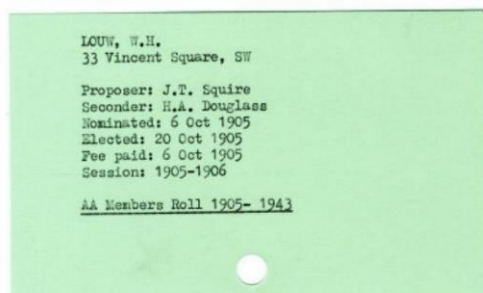 LOUW, W.H.
33 Vincent Square, SW
Proposer: J.T. Squire
Seconder: H.A. Douglass
Nominated: 6 Oct 1905
Elected: 20 Oct 1905
Fee paid: 6 Oct 1905
Session: 1905-1906
AA Members Roll 1905- 1943